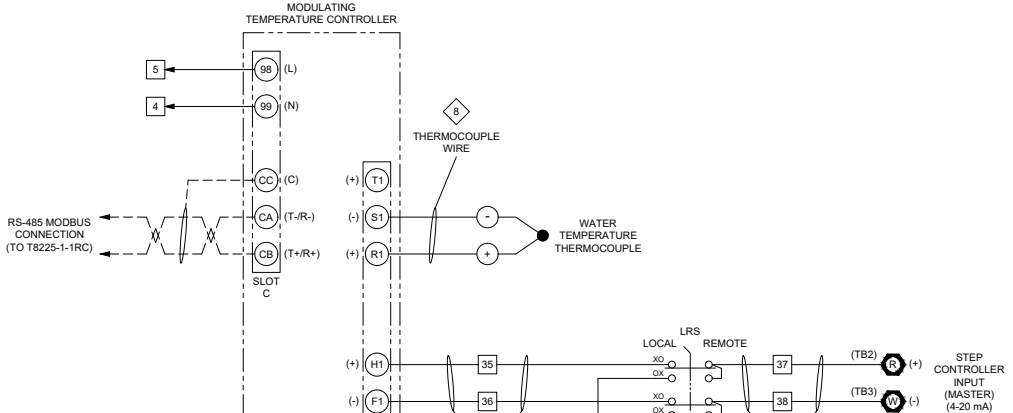 MODULATING
TEMPERATURE CONTROLLER
5
98
(L)
4
99
(N)
8
THERMOCOUPLE
WIRE
CC
(C)
(+)
T1
RS-485 MODBUS
CONNECTION
(TO T8225-1-1RC)
CA
(T-/R-)
(-)
S1
-
CB
(T+/R+)
(+)
R1
+
WATER
TEMPERATURE
THERMOCOUPLE
SLOT
C
LRS
LOCAL
REMOTE
(+)
H1
35
XO
OX
37
(TB2)
R
(+)
(-)
F1
36
XO
OX
38
(TB3)
W
(-)
STEP
CONTROLLER
INPUT
(MASTER)
(4-20 mA)